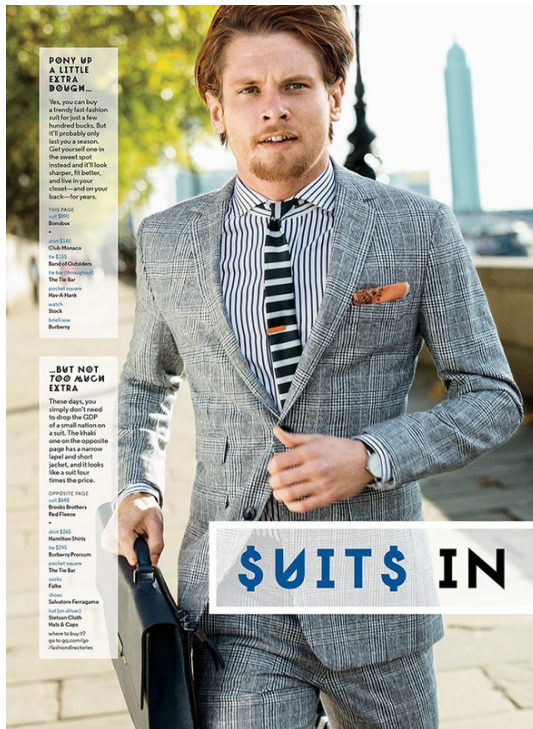 PONY UP
A LITTLE
EXTRA
DOUGH...
Yes, you can buy
a trendy fast-fashion
suit for just a few
hundred bucks. But
it'll probably only
last you a season.
Get yourself one in
the sweet spot
instead and it'll look
sharper, fit better,
and live in your
closet—and on your
back—for years.
THIS PAGE
suit $890
Bonobos
•
shirt $140
Club Monaco
tie $155
Band of Outsiders
tie bar (throughout)
The Tie Bar
pocket square
Hav-A-Hank
watch
Stock
briefcase
Burberry
...BUT NOT
TOO MUCH
EXTRA
These days, you
simply don't need
to drop the GDP
of a small nation on
a suit. The khaki
one on the opposite
page has a narrow
lapel and short
jacket, and it looks
like a suit four
times the price.
OPPOSITE PAGE
suit $648
Brooks Brothers
Red Fleece
•
shirt $365
Hamilton Shirts
tie $295
Burberry Prorsum
pocket square
The Tie Bar
socks
Falke
shoes
Salvatore Ferragamo
hat (on driver)
Stetson Cloth
Hats & Caps
where to buy it?
go to gq.com/go
/fashiondirectories
$UIT$ IN